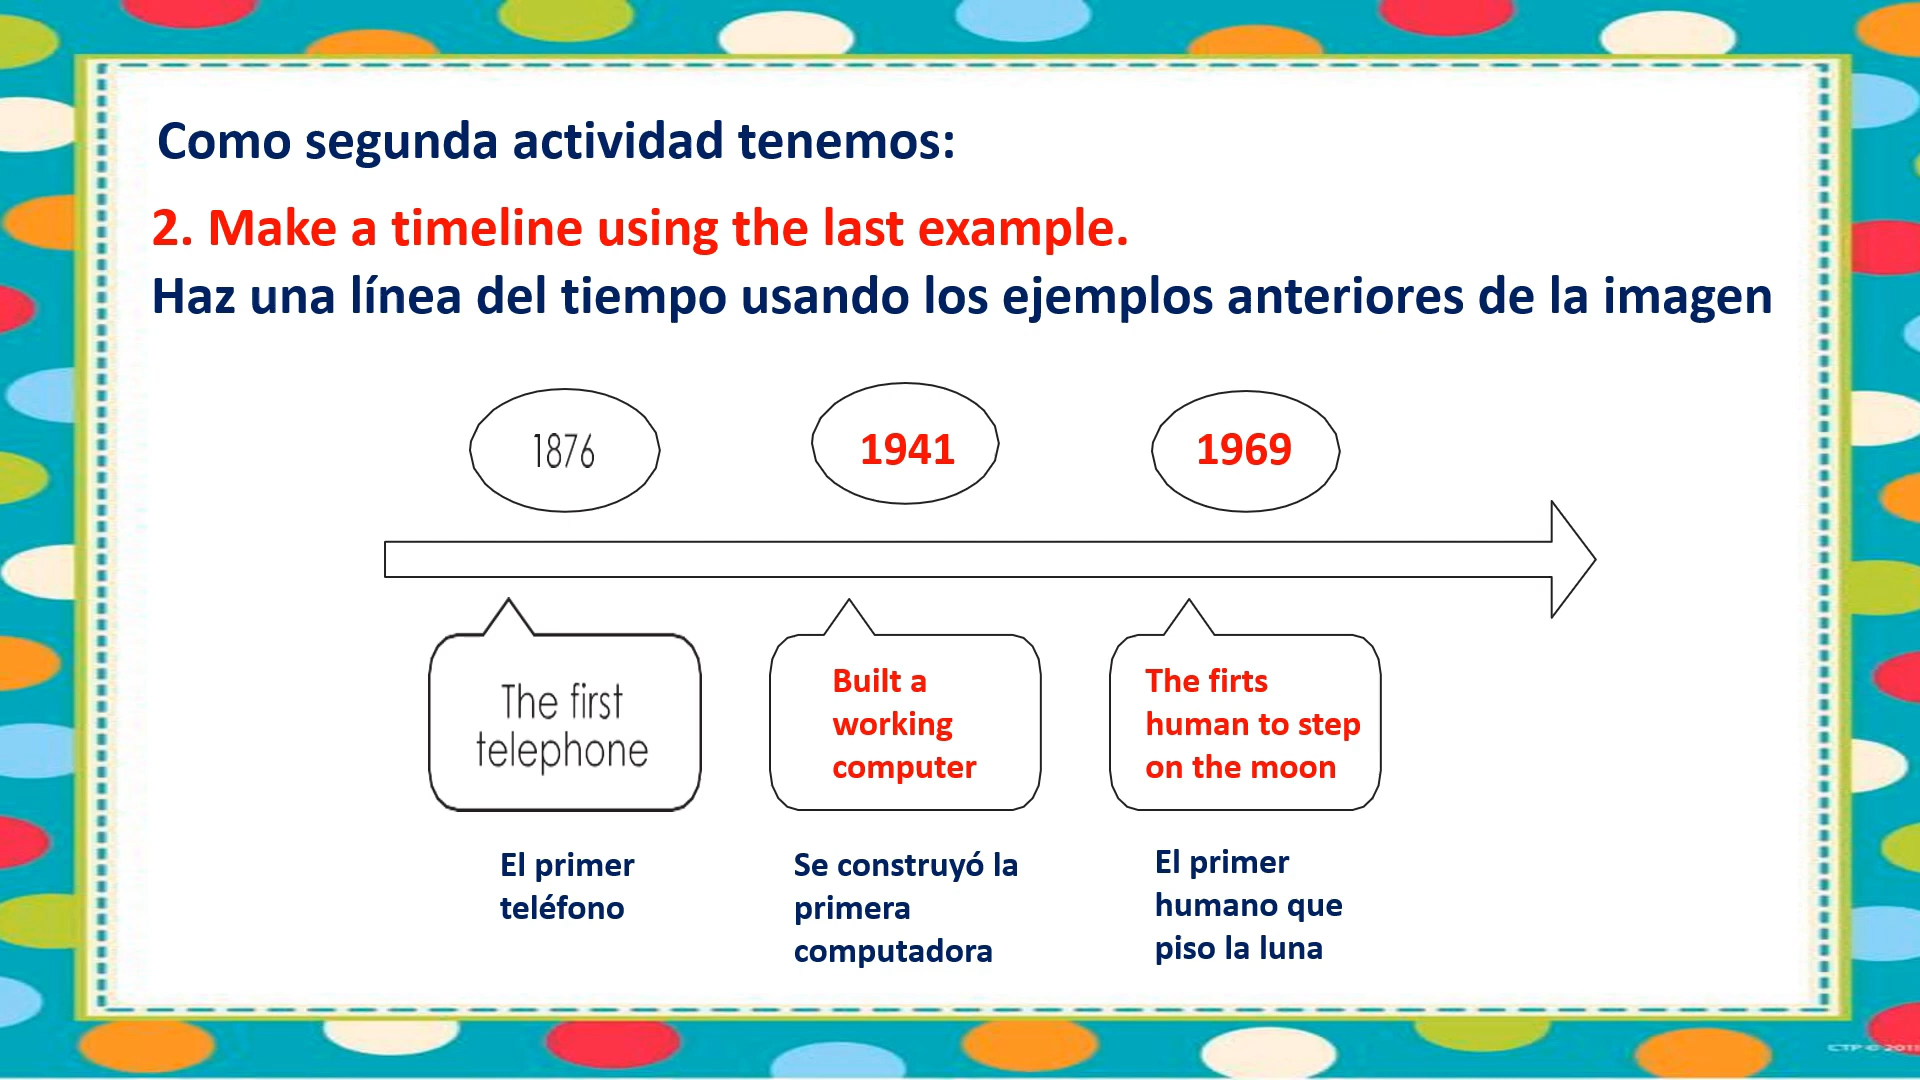 Como segunda actividad tenemos:
2. Make a timeline using the last example.
Haz una línea del tiempo usando los ejemplos anteriores de la imagen
1876
1941
1969
The first
telephone
Built a
working
computer
The firts
human to step
on the moon
El primer
teléfono
Se construyó la
primera
computadora
El primer
humano que
piso la luna